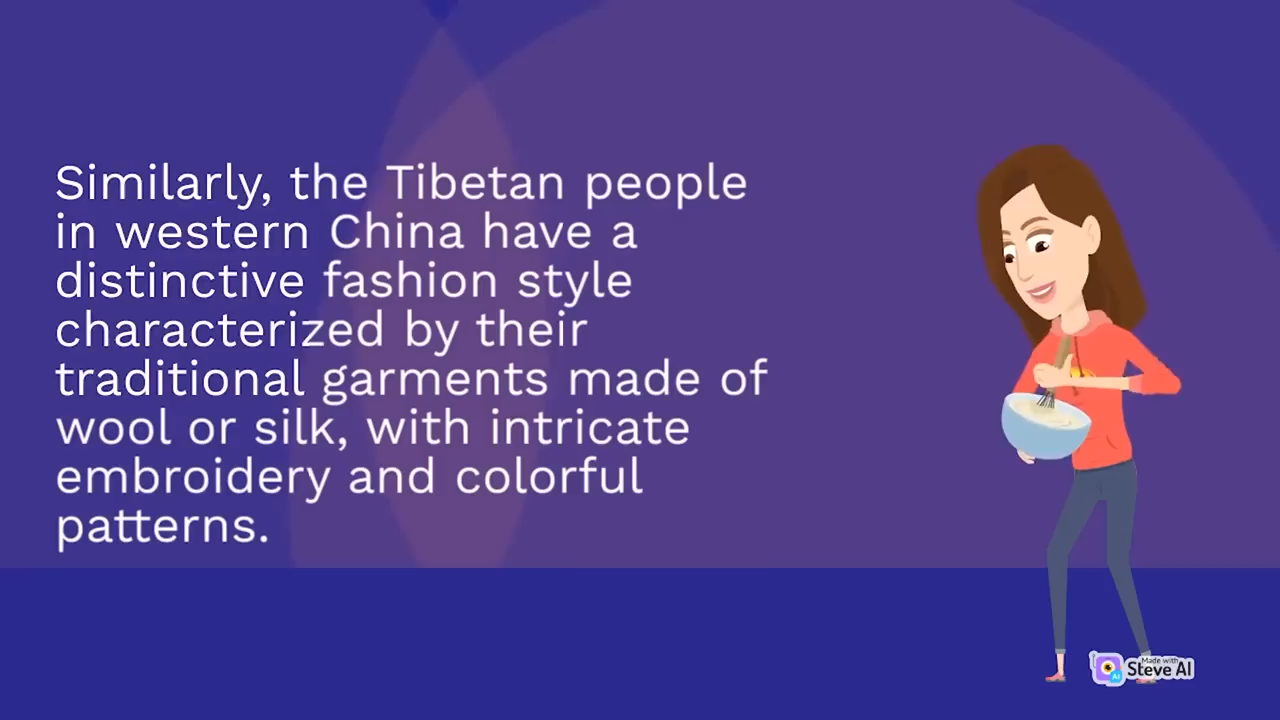 Similarly, the Tibetan people
in western China have a
distinctive fashion style
characterized by their
traditional garments made of
wool or silk, with intricate
embroidery and colorful
patterns.
Made with
Steve AI
AI